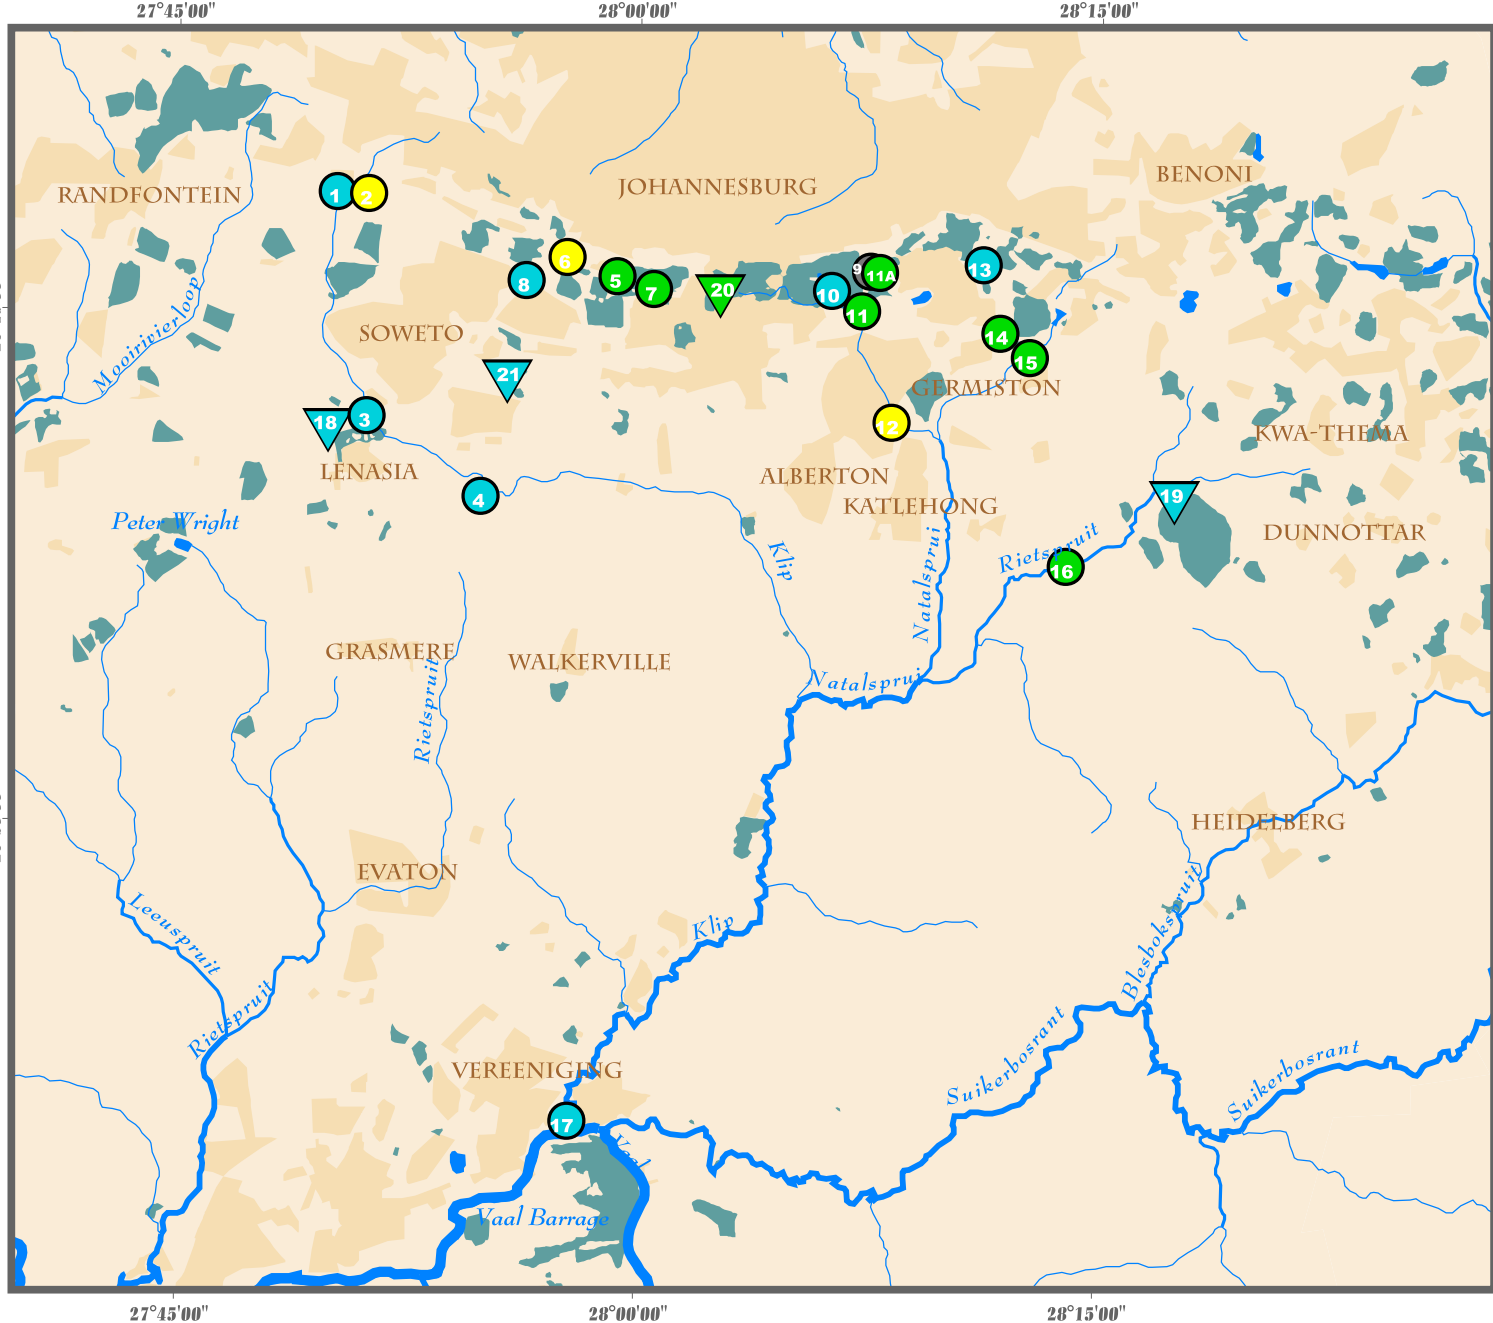 27°45'00"
28°00'00"
28°15'00"
BENONI
RANDFONTEIN
1
2
JOHANNESBURG
6
8
5
7
20
10
9
11A
11
13
Mooirivierloop
SOWETO
14
15
21
GERMISTON
18
3
12
KWA-THEMA
LENASIA
4
ALBERTON
KATLEHONG
19
Peter Wright
DUNNOTTAR
Klip
Natalsprui
Rietspruit
16
GRASMERE
WALKERVILLE
Rietspruit
Natalsprui
HEIDELBERG
EVATON
Leeuspruit
Klip
Blesbokspruit
Rietspruit
Suikerbosrant
Suikerbosrant
VEREENIGING
17
Vaal
Vaal Barrage
27°45'00"
28°00'00"
28°15'00"